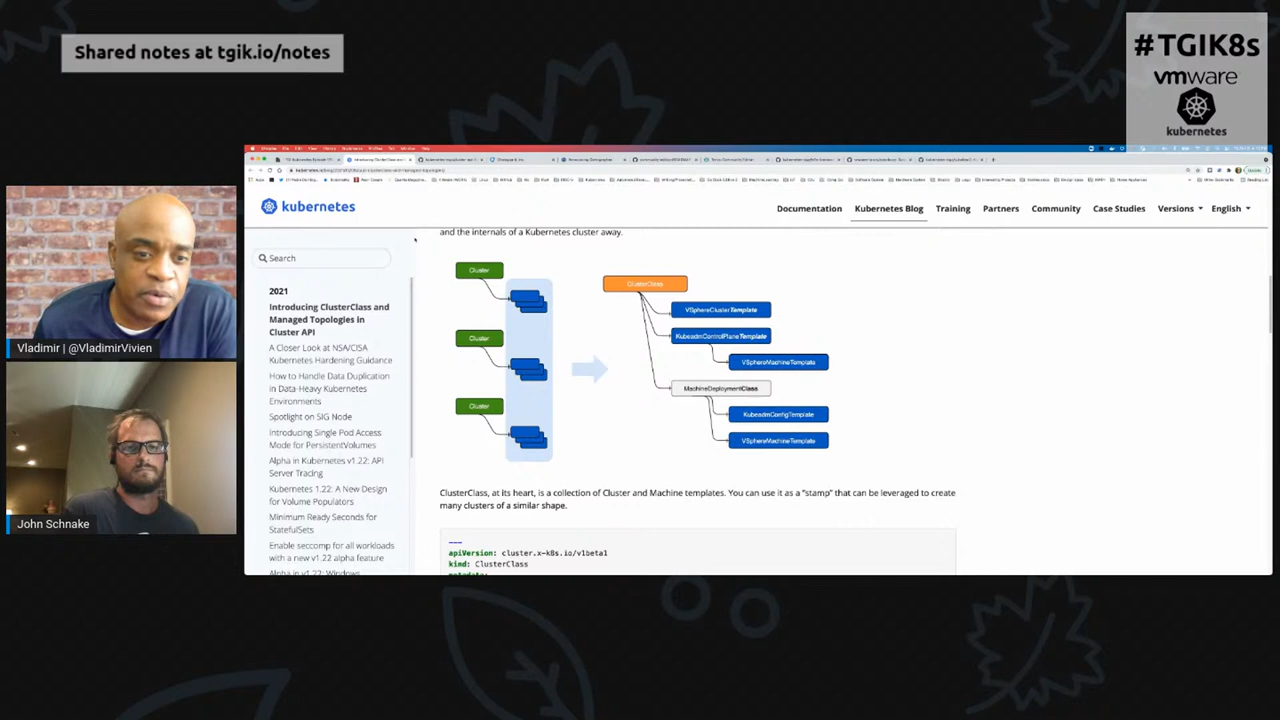 Shared notes at tgik.io/notes
#TGIK8s
vmware
kubernetes
kubernetes
Documentation
Kubernetes Blog
Training
Partners
Community
Case Studies
Versions
English
and the internals of a Kubernetes cluster away.
Search
2021
Introducing ClusterClass and
Managed Topologies in
Cluster API
A Closer Look at NSA/CISA
Kubernetes Hardening Guidance
How to Handle Data Duplication
in Data-Heavy Kubernetes
Environments
Spotlight on SIG Node
Introducing Single Pod Access
Mode for PersistentVolumes
Alpha in Kubernetes v1.22: API
Server Tracing
Kubernetes 1.22: A New Design
for Volume Populators
Minimum Ready Seconds for
StatefulSets
Enable seccomp for all workloads
with a new v1.22 alpha feature
Alpha in v1.22: Windows
Cluster
Cluster
Cluster
ClusterClass
VSphereClusterTemplate
KubeadmControlPlaneTemplate
VSphereMachineTemplate
MachineDeploymentClass
KubeadmConfigTemplate
VSphereMachineTemplate
ClusterClass, at its heart, is a collection of Cluster and Machine templates. You can use it as a “stamp” that can be leveraged to create
many clusters of a similar shape.
---
apiVersion: cluster.x-k8s.io/v1beta1
kind: ClusterClass
metadata:
Vladimir | @VladimirVivien
John Schnake